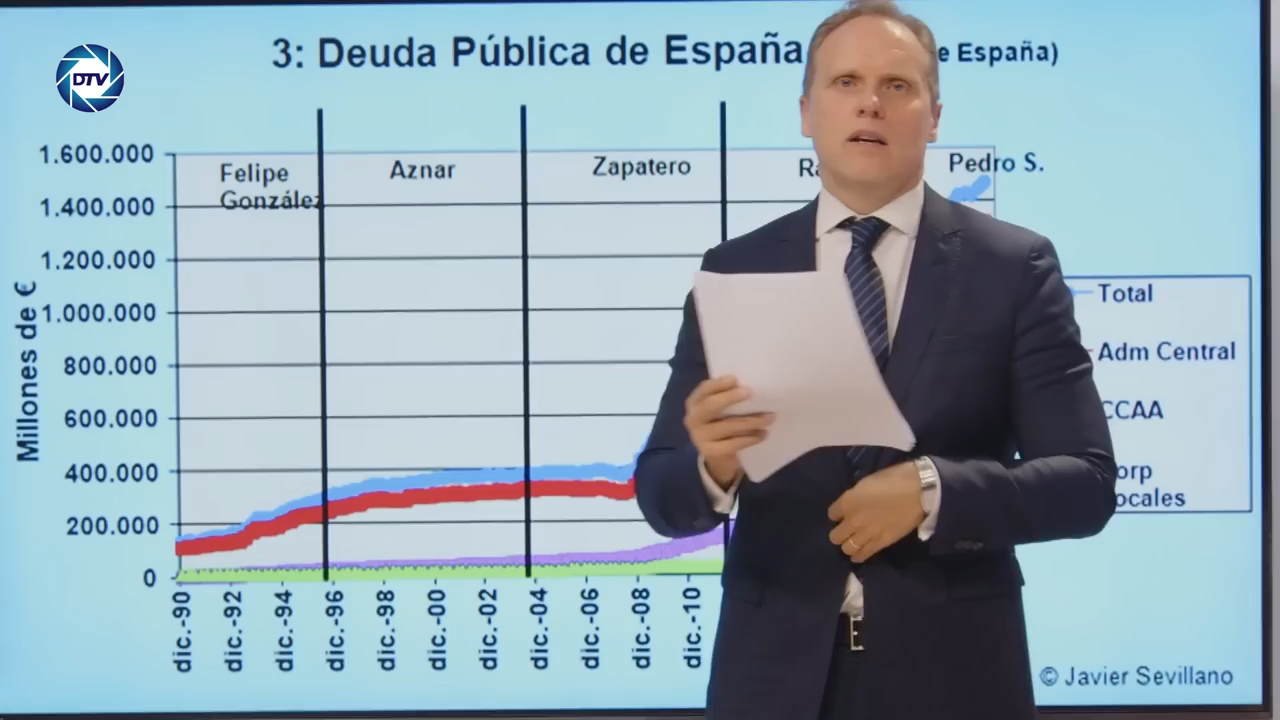 3: Deuda Pública de España
e España)
DTV
1.600.000
1.400.000
1.200.000
1.000.000
800.000
600.000
400.000
200.000
0
Millones de €
Felipe
González
Aznar
Zapatero
Pedro S.
Total
Adm Central
CCAA
ocales
dic.-90
dic.-92
dic.-94
dic.-96
dic.-98
dic.-00
dic.-02
dic.-04
dic.-06
dic.-08
dic.-10
© Javier Sevillano